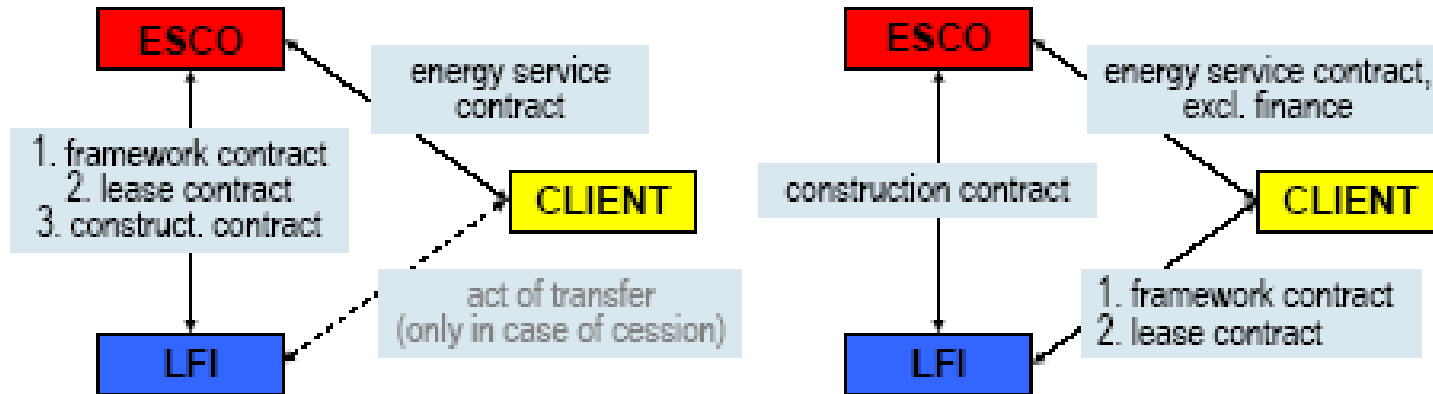 ESCO
energy service
contract
1. framework contract
2. lease contract
3. construct. contract
CLIENT
act of transfer
(only in case of cession)
LFI
ESCO
energy service contract,
excl. finance
construction contract
CLIENT
1. framework contract
2. lease contract
LFI